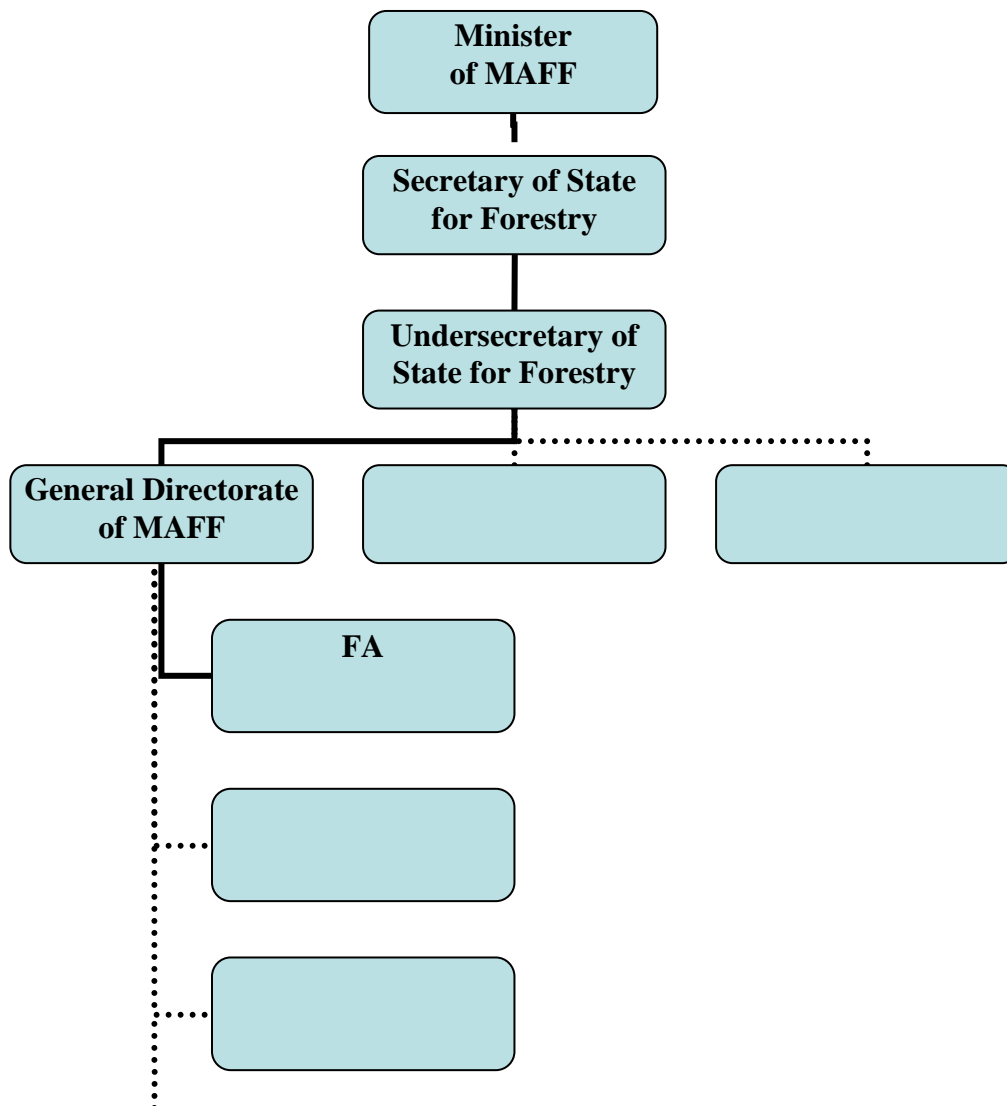 Minister
of MAFF
Secretary of State
for Forestry
Undersecretary of
State for Forestry
General Directorate
of MAFF
FA